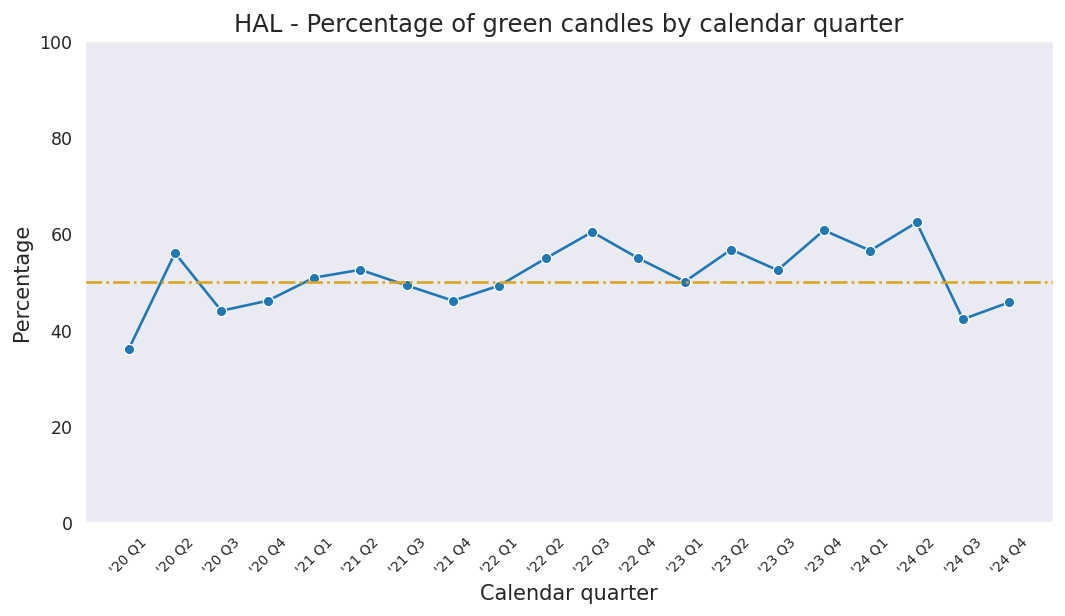 HAL - Percentage of green candles by calendar quarter
Percentage
100
80
60
40
20
0
'20 Q1
'20 Q2
'20 Q3
'20 Q4
'21 Q1
'21 Q2
'21 Q3
'21 Q4
'22 Q1
'22 Q2
'22 Q3
'22 Q4
'23 Q1
'23 Q2
'23 Q3
'23 Q4
'24 Q1
'24 Q2
'24 Q3
'24 Q4
Calendar quarter